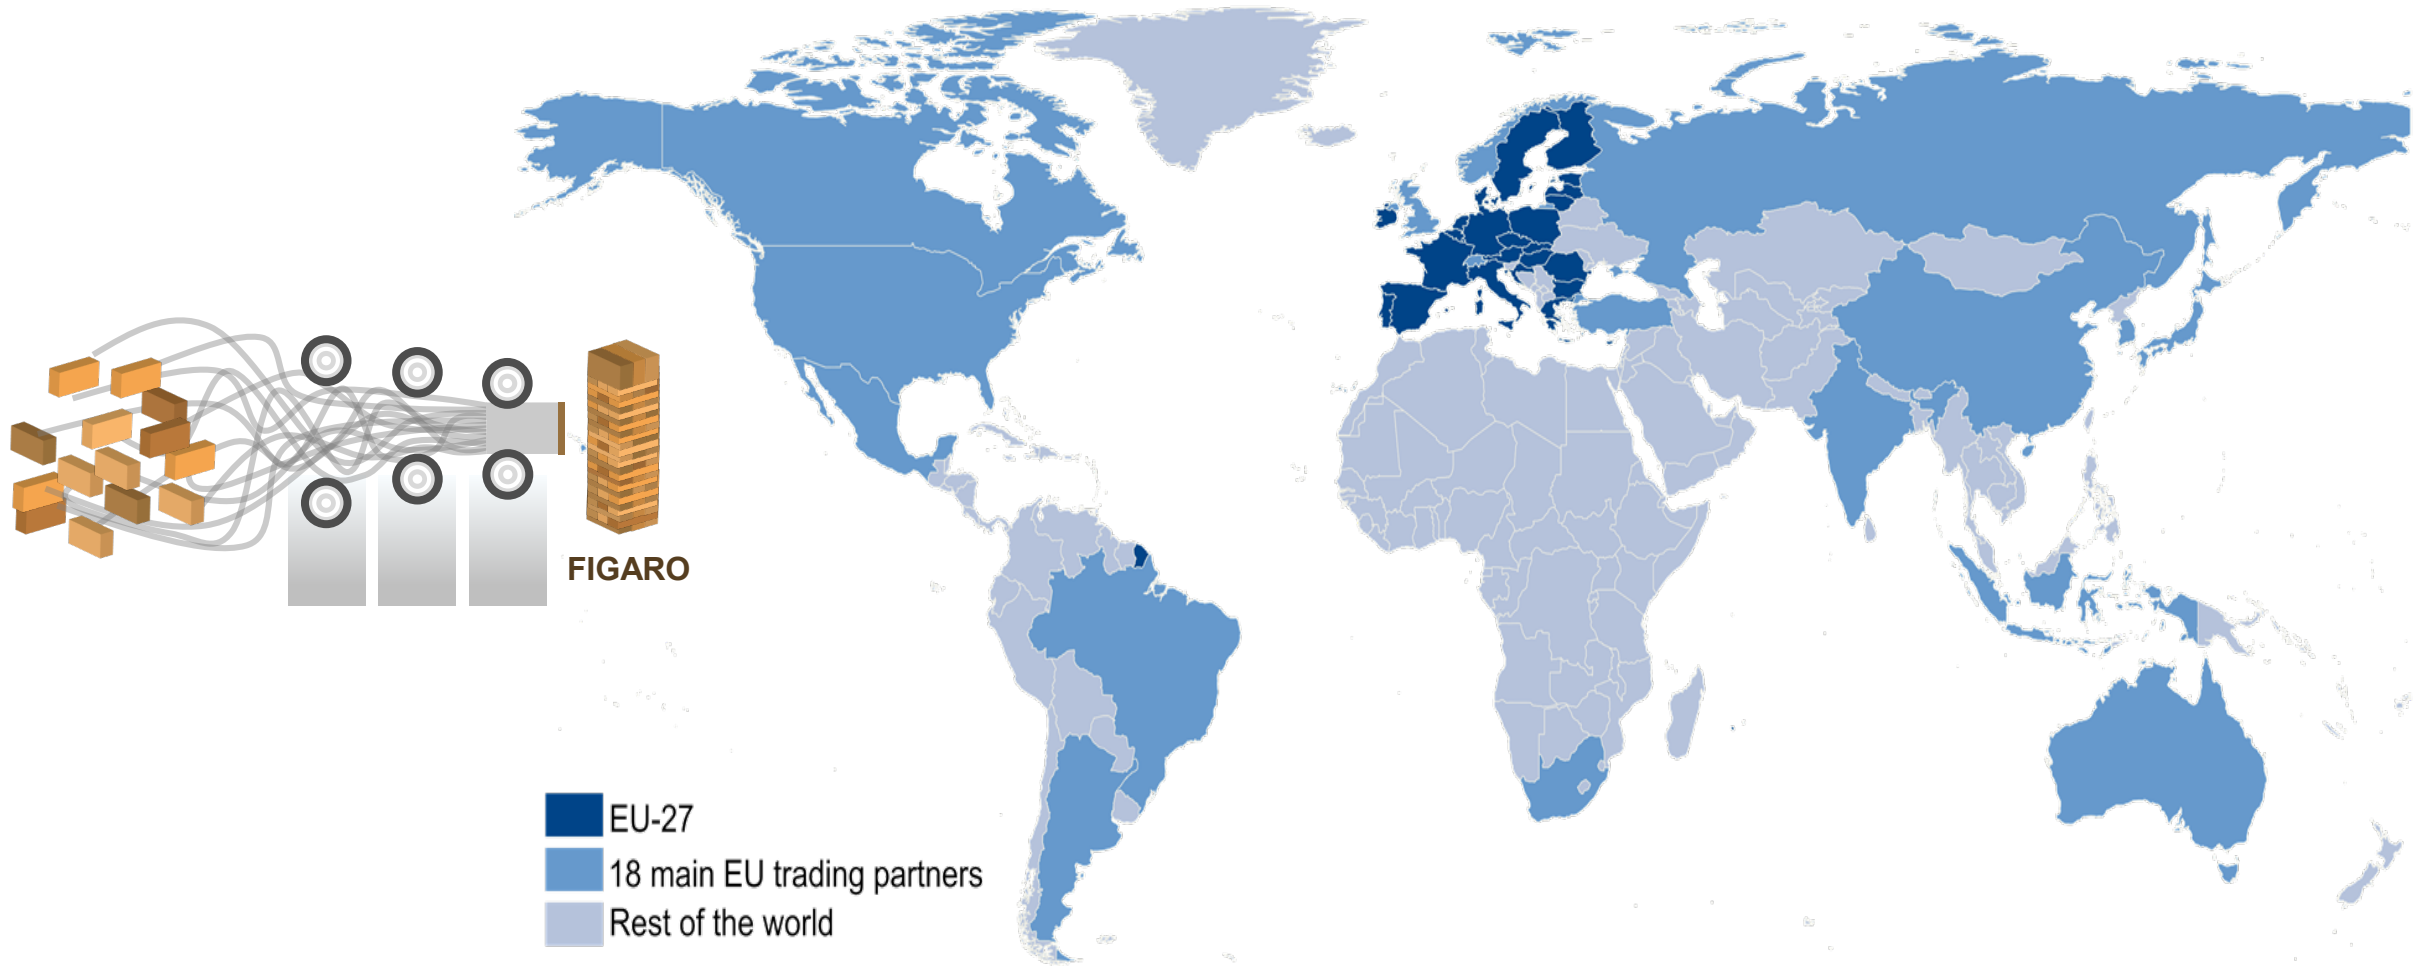 FIGARO
EU-27
18 main EU trading partners
Rest of the world